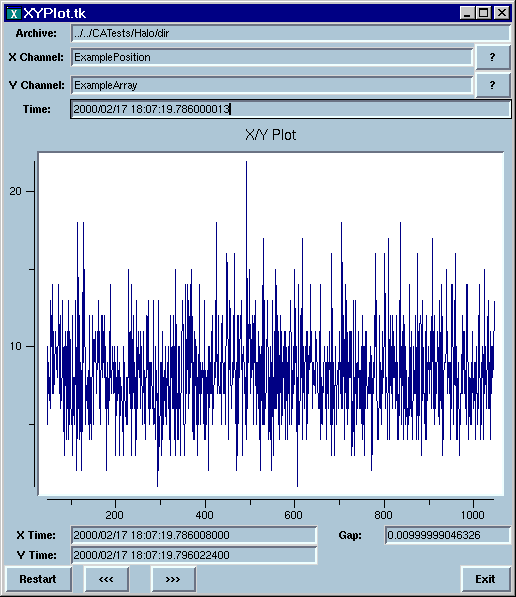 XYPlot.tk
Archive: ../../CATests/Halo/dir
X Channel: ExamplePosition ?
Y Channel: ExampleArray ?
Time: 2000/02/17 18:07:19.786000013
X/Y Plot
20
10
200 400 600 800 1000
X Time: 2000/02/17 18:07:19.786008000 Gap: 0.00999999046326
Y Time: 2000/02/17 18:07:19.796022400
Restart <<< >>> Exit